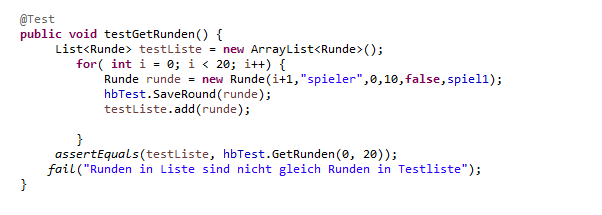 @Test
public void testGetRunden() {
List<Runde> testListe = new ArrayList<Runde>();
for( int i = 0; i < 20; i++) {
Runde runde = new Runde(i+1,"spieler",0,10,false,spiel1);
hbTest.SaveRound(runde);
testListe.add(runde);
}
assertEquals(testListe, hbTest.GetRunden(0, 20));
fail("Runden in Liste sind nicht gleich Runden in Testliste");
}